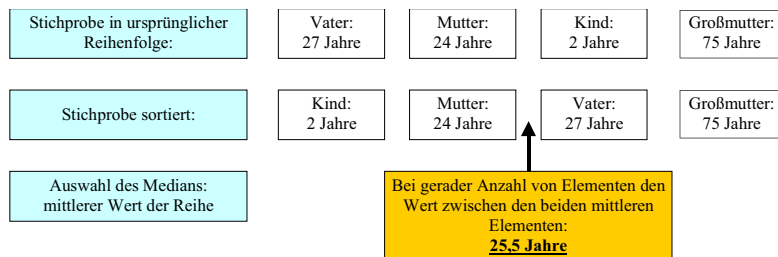 Stichprobe in ursprünglicher
Reihenfolge:
Vater:
27 Jahre
Mutter:
24 Jahre
Kind:
2 Jahre
Großmutter:
75 Jahre
Stichprobe sortiert:
Kind:
2 Jahre
Mutter:
24 Jahre
Vater:
27 Jahre
Großmutter:
75 Jahre
Auswahl des Medians:
mittlerer Wert der Reihe
Bei gerader Anzahl von Elementen den
Wert zwischen den beiden mittleren
Elementen:
25,5 Jahre